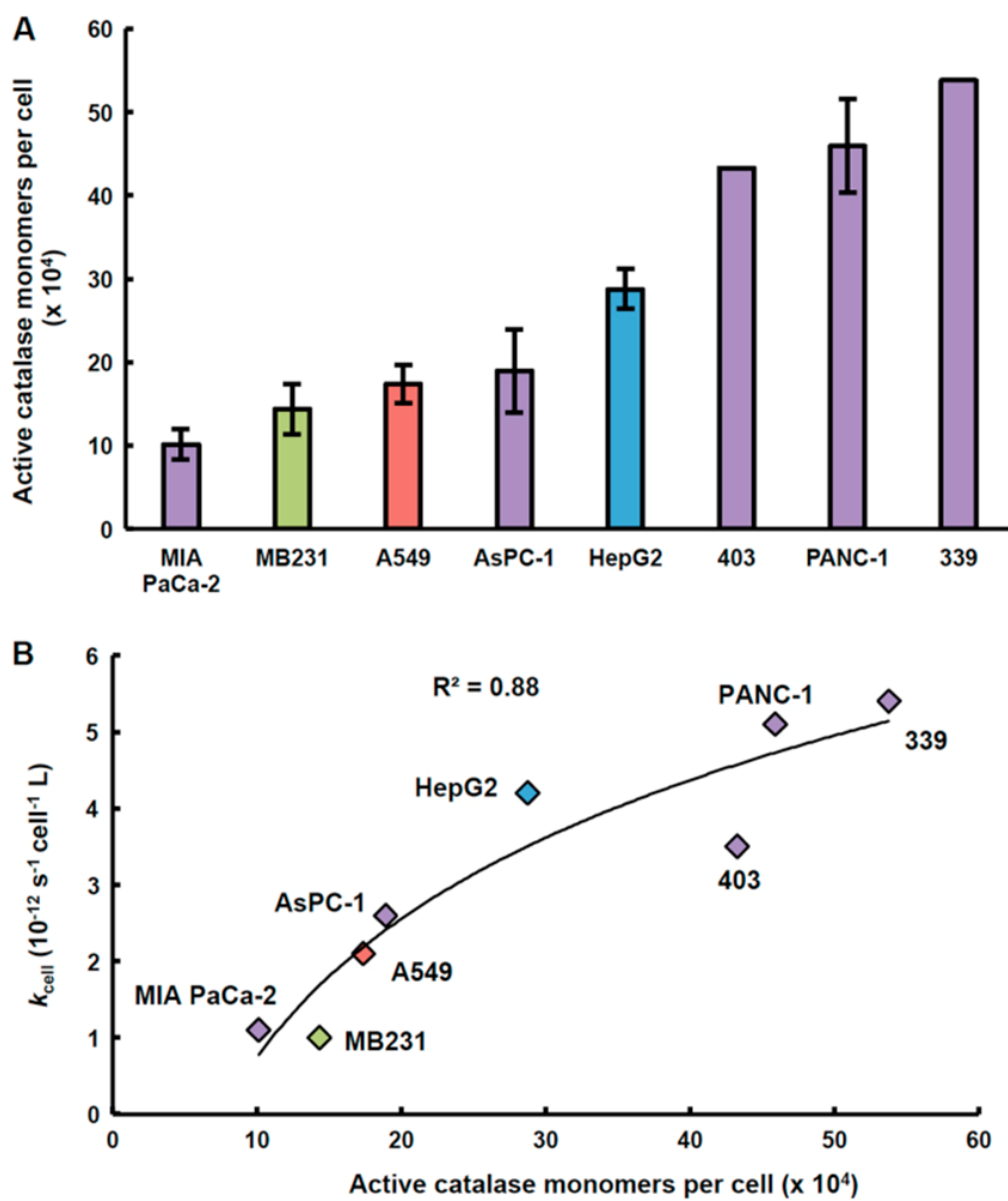 A
Active catalase monomers per cell
(x 10⁴)
60
50
40
30
20
10
0
MIA
PaCa-2
MB231
A549
AsPC-1
HepG2
403
PANC-1
339
B
k_cell (10⁻¹² s⁻¹ cell⁻¹ L)
6
5
4
3
2
1
0
R² = 0.88
PANC-1
339
HepG2
403
AsPC-1
A549
MIA PaCa-2
MB231
0
10
20
30
40
50
60
Active catalase monomers per cell (x 10⁴)